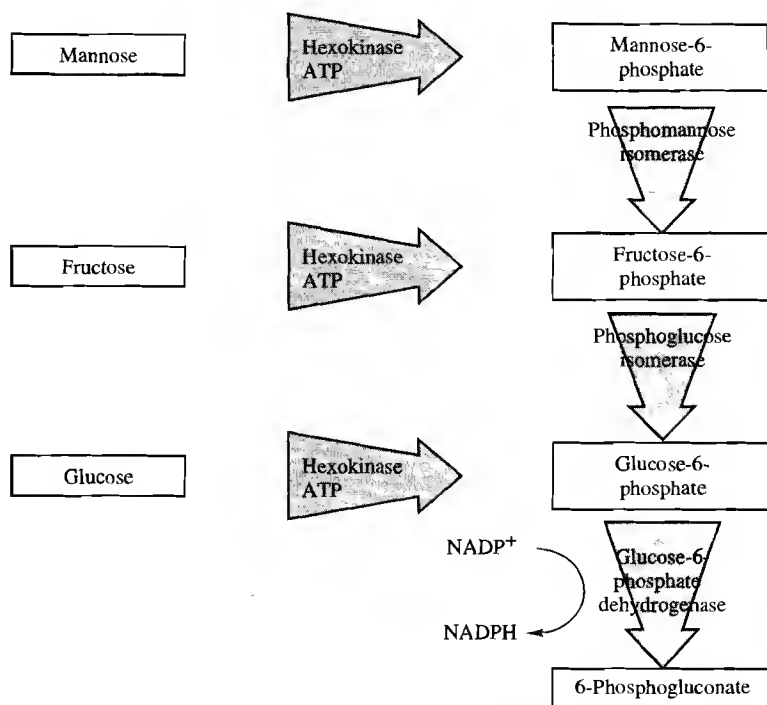 Mannose
Hexokinase
ATP
Mannose-6-
phosphate
Phosphomannose
isomerase
Fructose
Hexokinase
ATP
Fructose-6-
phosphate
Phosphoglucose
isomerase
Glucose
Hexokinase
ATP
Glucose-6-
phosphate
NADP+
NADPH
Glucose-6-
phosphate
dehydrogenase
6-Phosphogluconate